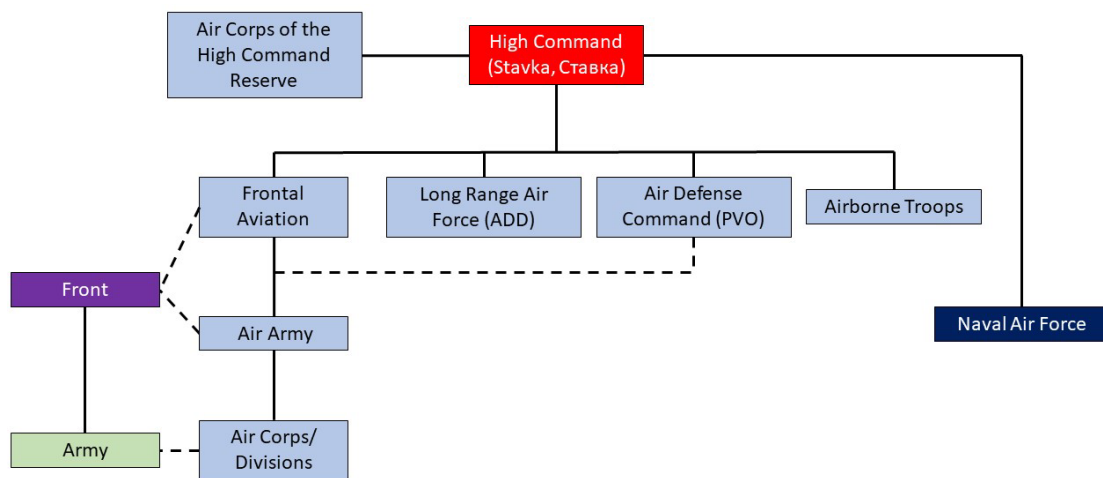 Air Corps of the
High Command
Reserve
High Command
(Stavka, Ставка)
Frontal
Aviation
Long Range Air
Force (ADD)
Air Defense
Command (PVO)
Airborne Troops
Front
Air Army
Naval Air Force
Army
Air Corps/
Divisions